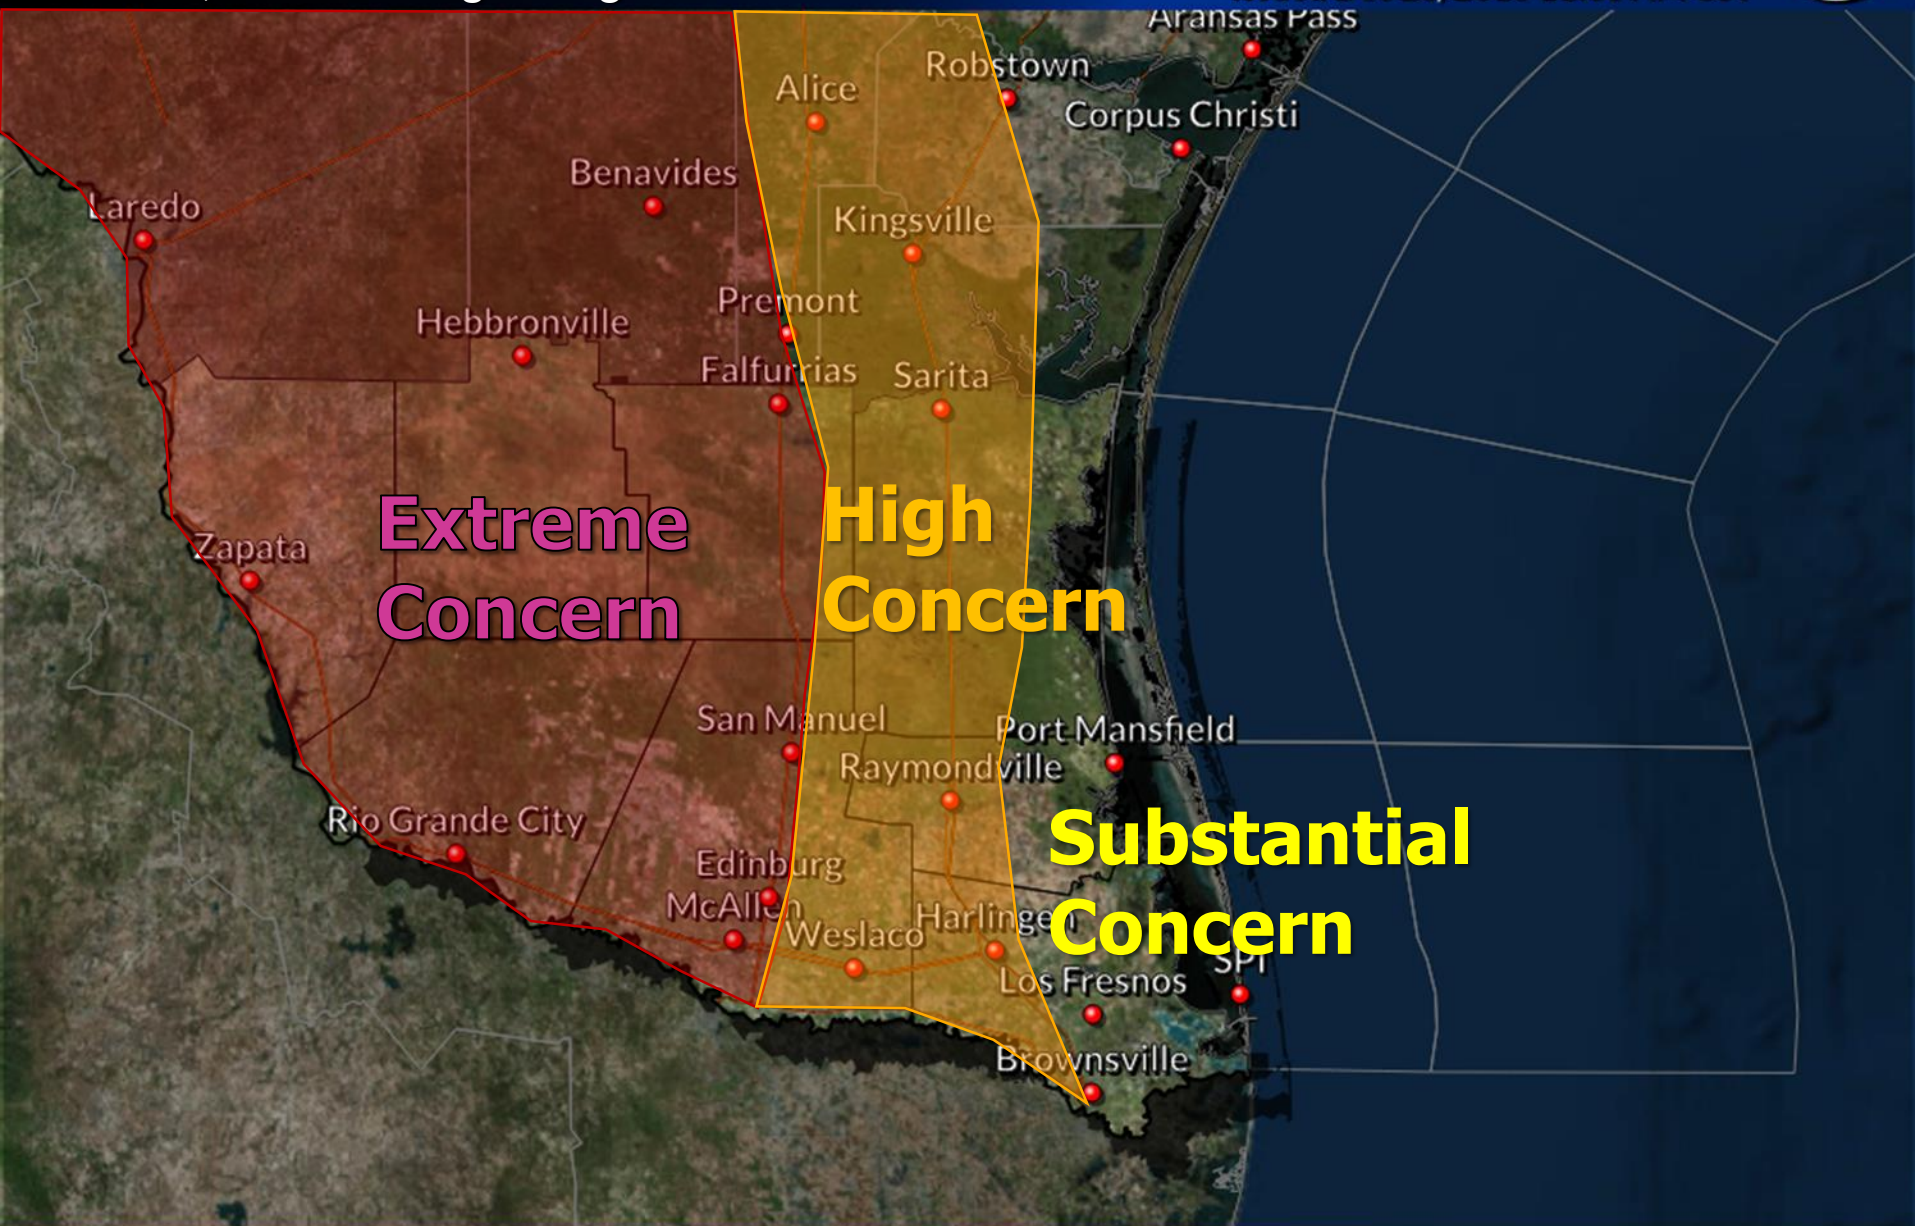 Aransas Pass
Robstown
Alice
Corpus Christi
Benavides
Laredo
Kingsville
Premont
Hebbronville
Falfurrias
Sarita
Extreme
Concern
High
Concern
Zapata
San Manuel
Port Mansfield
Raymondville
Rio Grande City
Substantial
Concern
Edinburg
McAllen
Weslaco
Harlingen
SPI
Los Fresnos
Brownsville